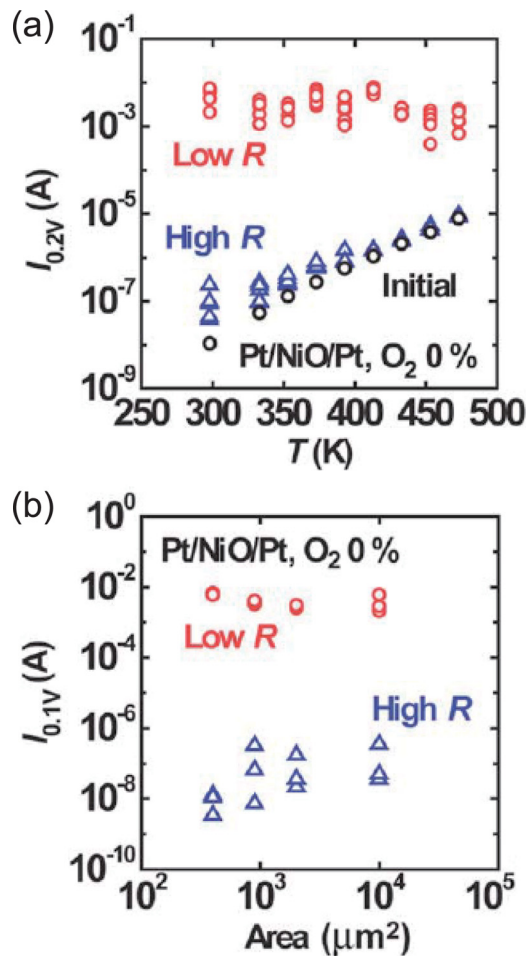 (a)
10⁻¹
10⁻³
10⁻⁵
10⁻⁷
10⁻⁹
I₀.₂V (A)
Low R
High R
Initial
Pt/NiO/Pt, O₂ 0 %
250 300 350 400 450 500
T (K)
(b)
10⁰
10⁻²
10⁻⁴
10⁻⁶
10⁻⁸
10⁻¹⁰
I₀.₁V (A)
Pt/NiO/Pt, O₂ 0 %
Low R
High R
10² 10³ 10⁴ 10⁵
Area (μm²)